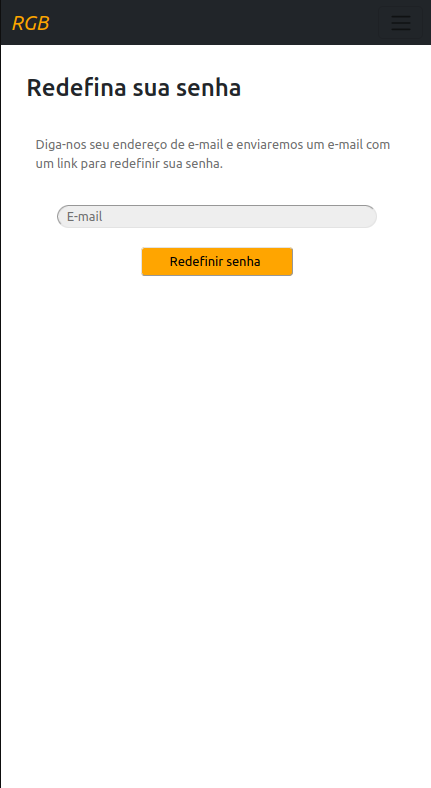 RGB
Redefina sua senha
Diga-nos seu endereço de e-mail e enviaremos um e-mail com
um link para redefinir sua senha.
E-mail
Redefinir senha